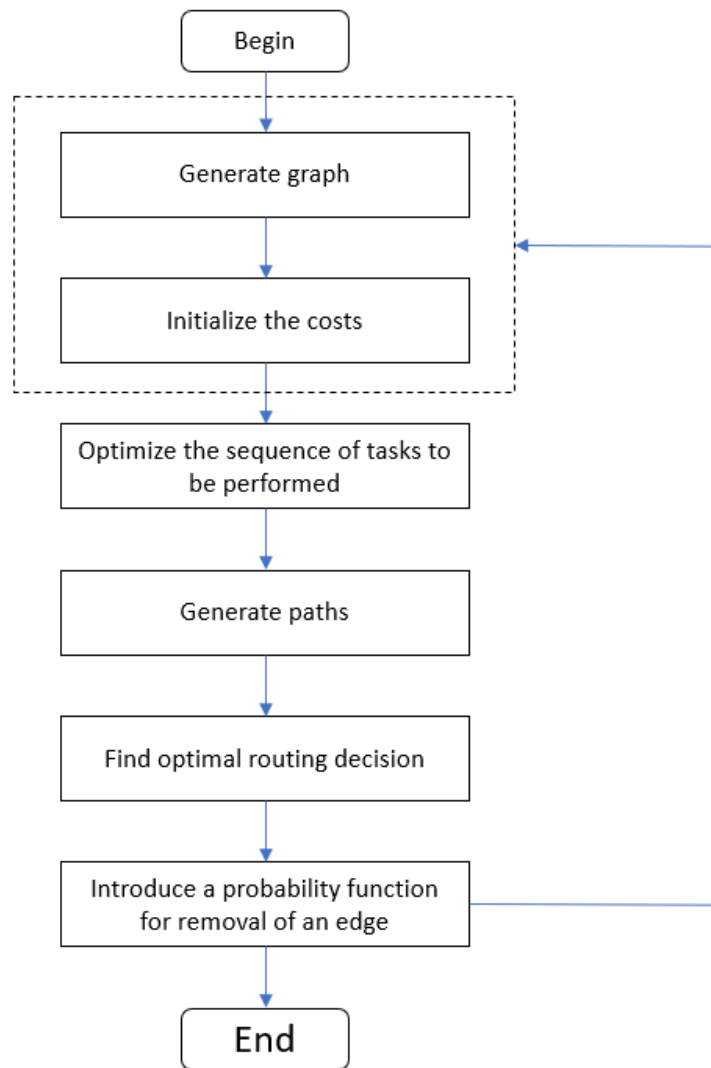 Begin
Generate graph
Initialize the costs
Optimize the sequence of tasks to
be performed
Generate paths
Find optimal routing decision
Introduce a probability function
for removal of an edge
End